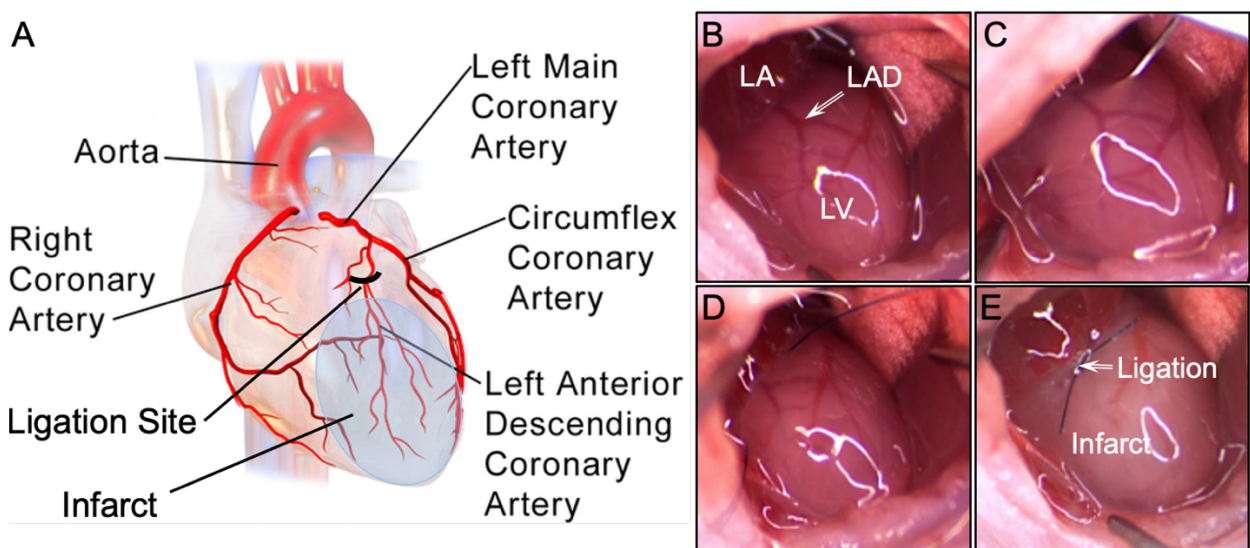 A
Left Main
Coronary
Artery
Aorta
Right
Coronary
Artery
Circumflex
Coronary
Artery
Ligation Site
Left Anterior
Descending
Coronary
Artery
Infarct
B
LA
LAD
LV
C
D
E
Ligation
Infarct